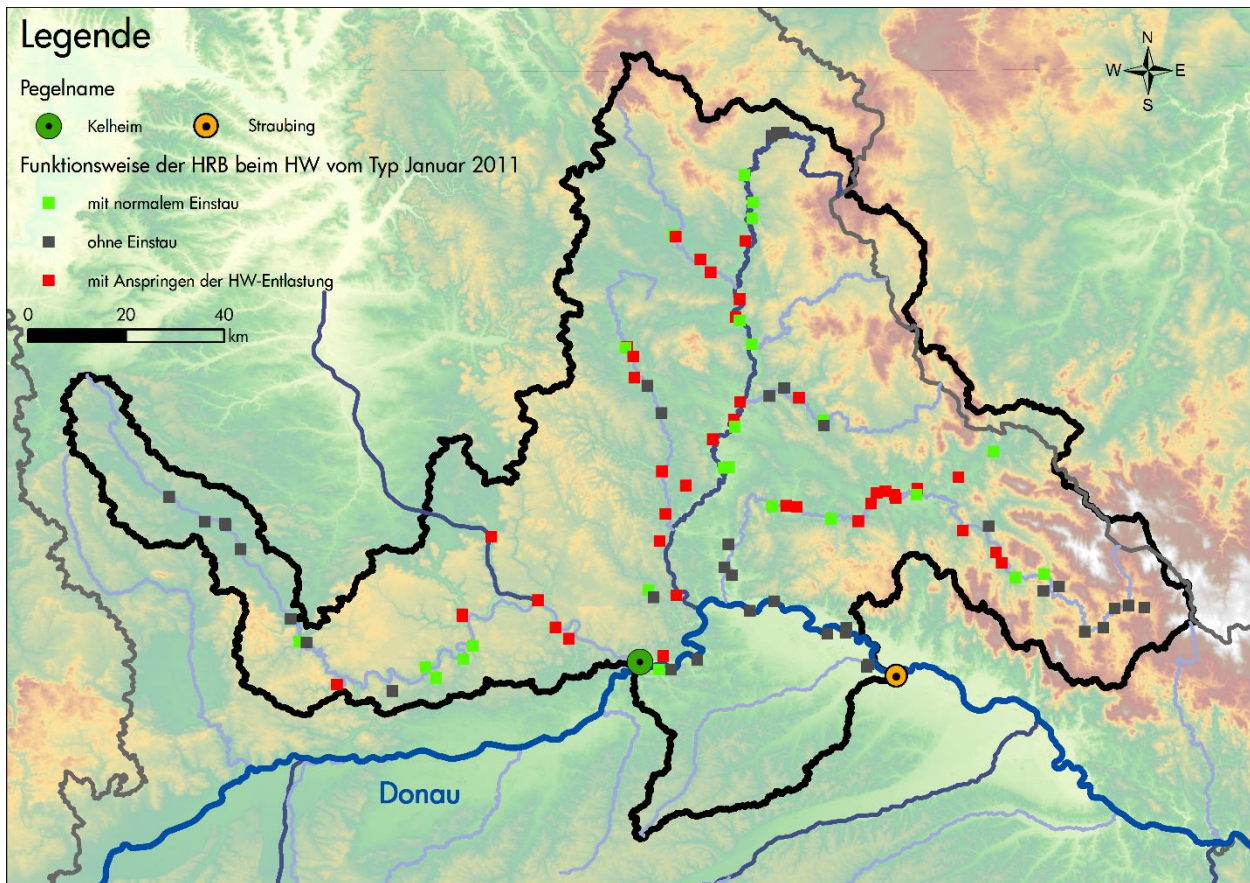 Legende
Pegelname
Kelheim
Straubing
Funktionsweise der HRB beim HW vom Typ Januar 2011
mit normalem Einstau
ohne Einstau
mit Anspringen der HW-Entlastung
0 20 40
km
N
W E
S
Donau